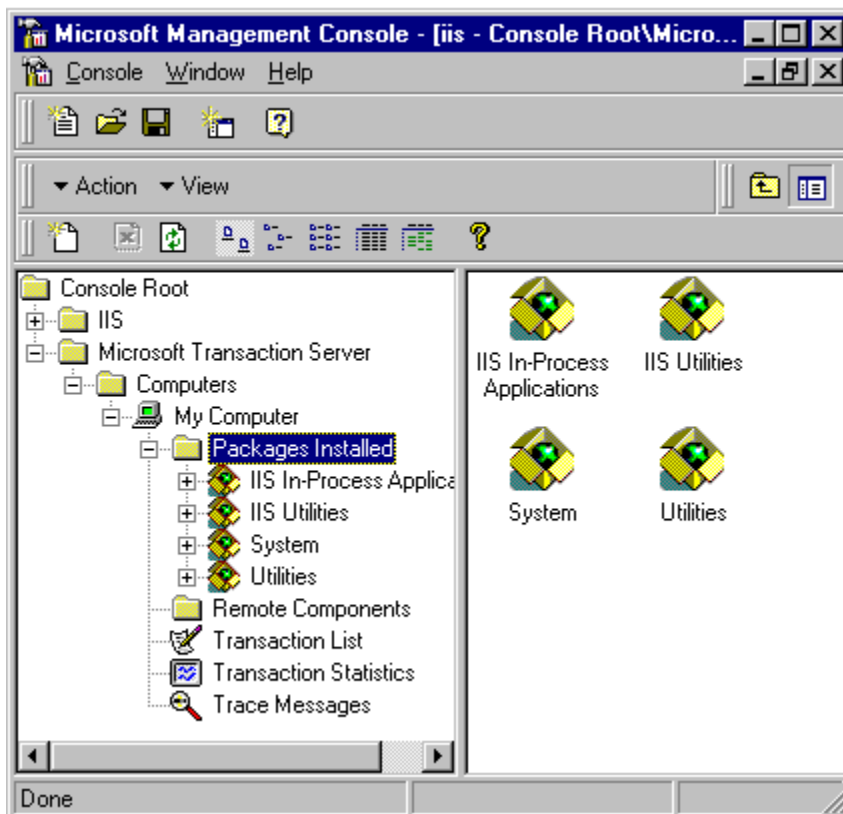 Microsoft Management Console - [iis - Console Root\Micro...
Console Window Help
Action View
Console Root
IIS
Microsoft Transaction Server
Computers
My Computer
Packages Installed
IIS In-Process Applica
IIS Utilities
System
Utilities
Remote Components
Transaction List
Transaction Statistics
Trace Messages
IIS In-Process
Applications
IIS Utilities
System
Utilities
Done